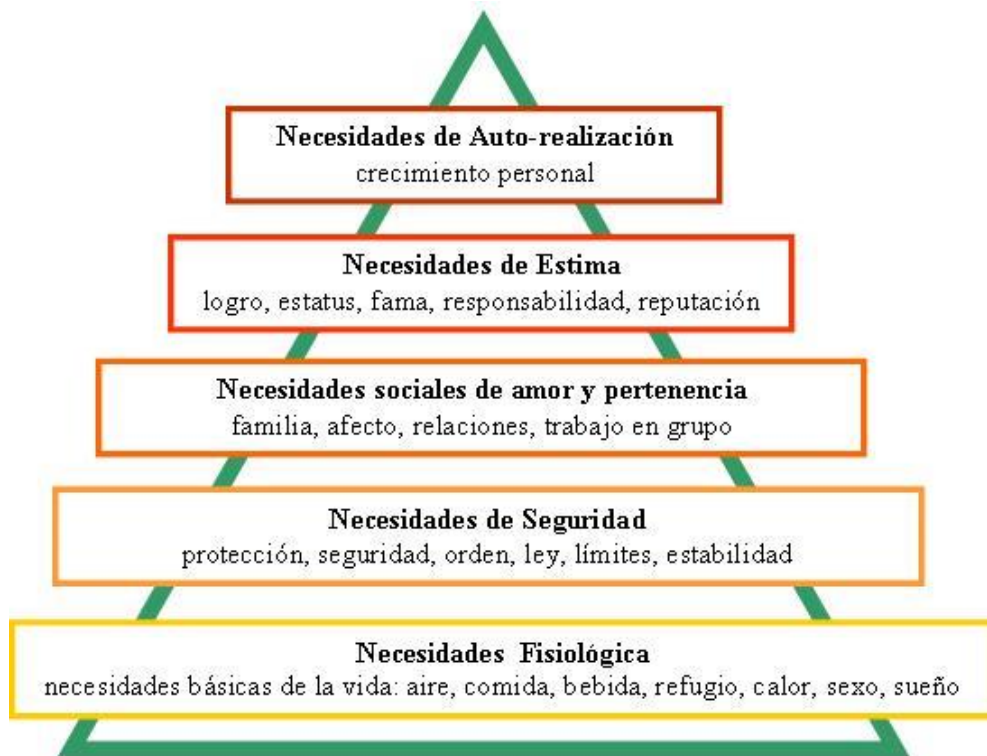 Necesidades de Auto-realización
crecimiento personal
Necesidades de Estima
logro, estatus, fama, responsabilidad, reputación
Necesidades sociales de amor y pertenencia
familia, afecto, relaciones, trabajo en grupo
Necesidades de Seguridad
protección, seguridad, orden, ley, límites, estabilidad
Necesidades Fisiológica
necesidades básicas de la vida: aire, comida, bebida, refugio, calor, sexo, sueño